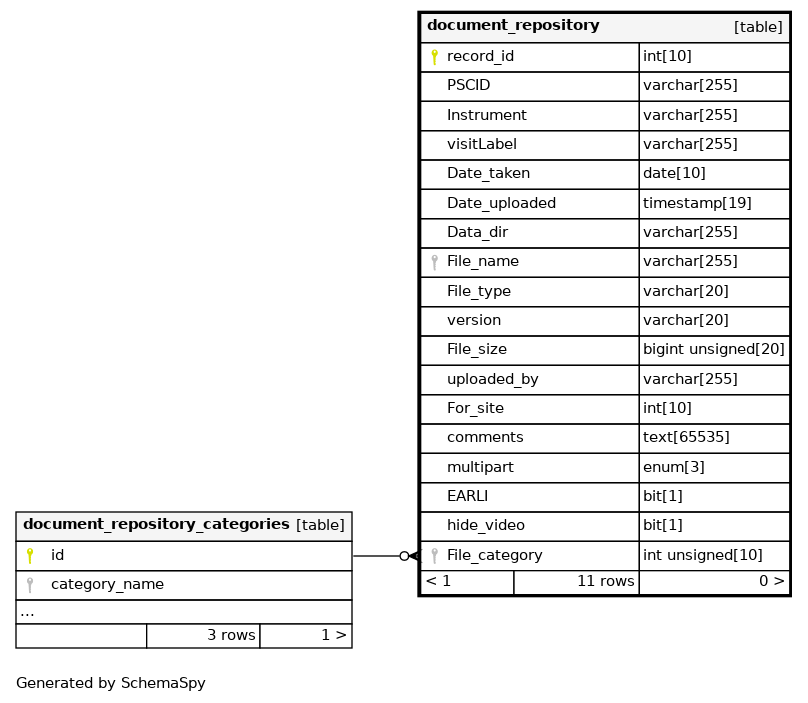 document_repository [table]
record_id int[10]
PSCID varchar[255]
Instrument varchar[255]
visitLabel varchar[255]
Date_taken date[10]
Date_uploaded timestamp[19]
Data_dir varchar[255]
File_name varchar[255]
File_type varchar[20]
version varchar[20]
File_size bigint unsigned[20]
uploaded_by varchar[255]
For_site int[10]
comments text[65535]
multipart enum[3]
EARLI bit[1]
hide_video bit[1]
File_category int unsigned[10]
< 1 11 rows 0 >
document_repository_categories [table]
id
category_name
...
3 rows 1 >
Generated by SchemaSpy